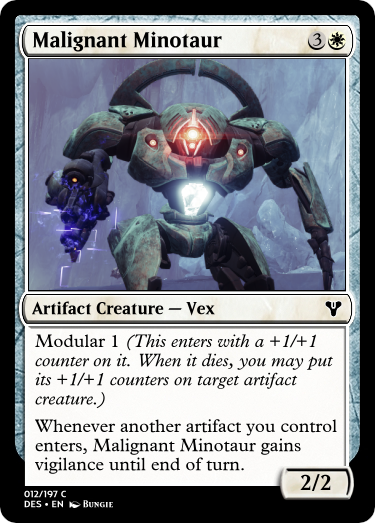 Malignant Minotaur 3
Artifact Creature — Vex
Modular 1 (This enters with a +1/+1
counter on it. When it dies, you may put
its +1/+1 counters on target artifact
creature.)
Whenever another artifact you control
enters, Malignant Minotaur gains
vigilance until end of turn.
2/2
012/197 C
DES • EN Bungie